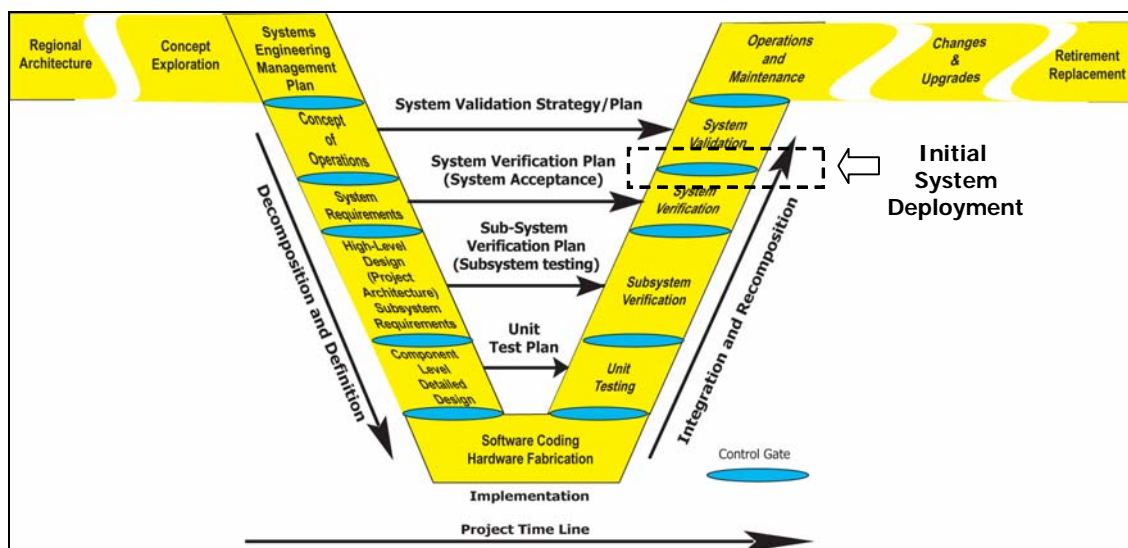 Regional
Architecture
Concept
Exploration
Systems
Engineering
Management
Plan
Operations
and
Maintenance
Changes
&
Upgrades
Retirement
Replacement
System Validation Strategy/Plan
Concept
of
Operations
System
Validation
System Verification Plan
(System Acceptance)
Initial
System
Deployment
System
Requirements
System
Verification
Sub-System
Verification Plan
(Subsystem testing)
High-Level
Design
(Project
Architecture)
Subsystem
Requirements
Subsystem
Verification
Decomposition and Definition
Integration and Recomposition
Unit
Test Plan
Component
Level
Detailed
Design
Unit
Testing
Software Coding
Hardware Fabrication
Control Gate
Implementation
Project Time Line